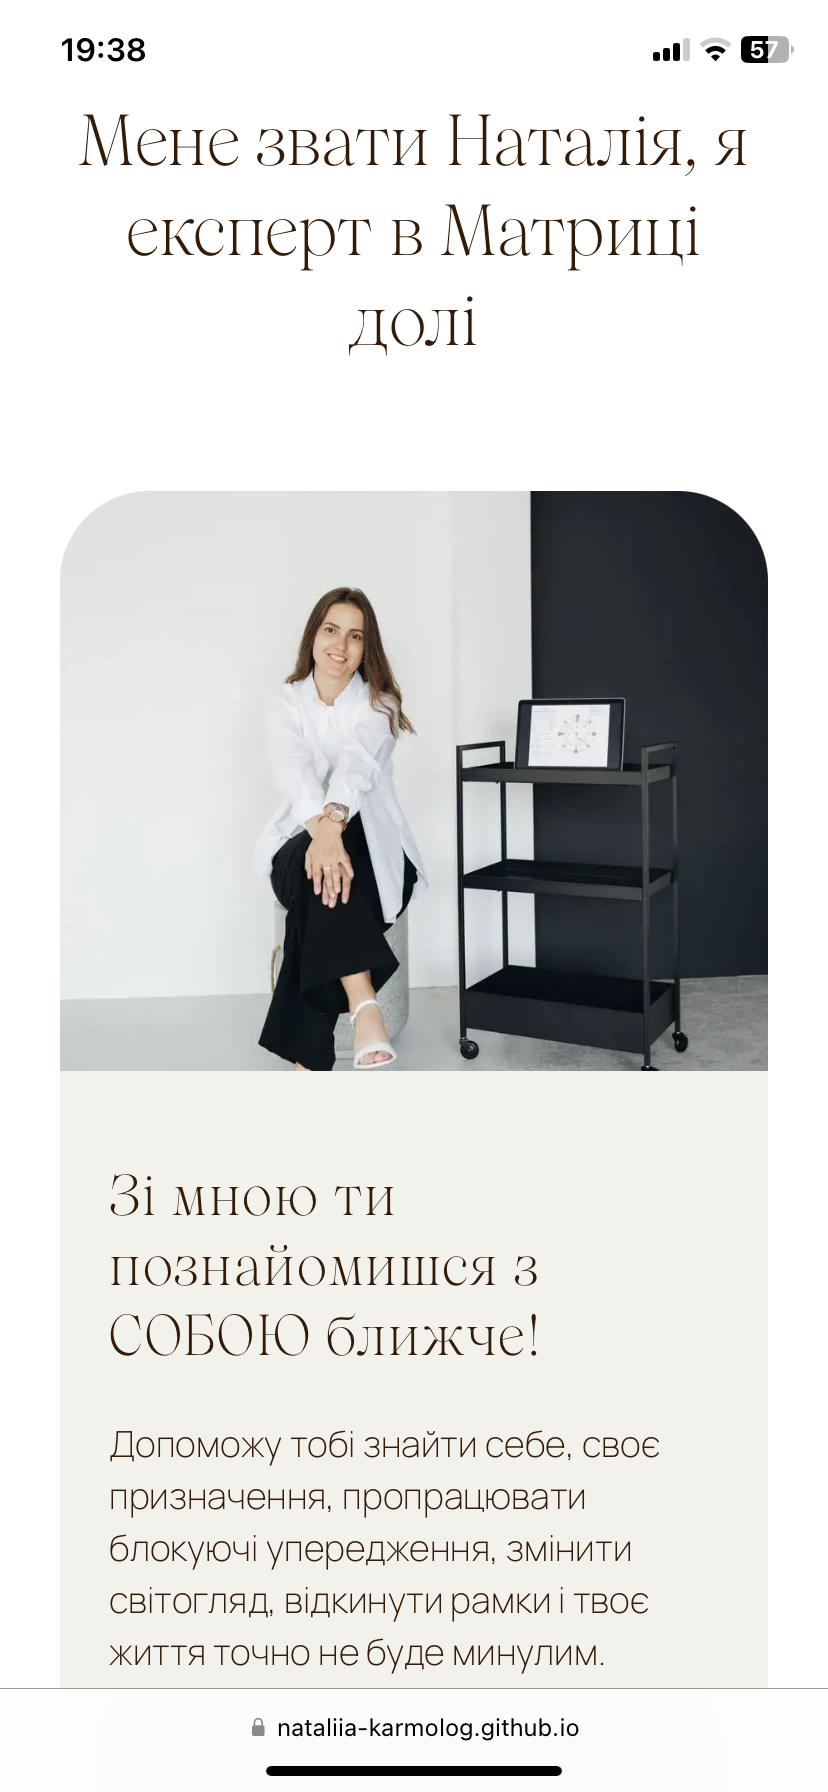 19:38
57
Мене звати Наталія, я
експерт в Матриці
долі
Зі мною ти
познайомишся з
СОБОЮ ближче!
Допоможу тобі знайти себе, своє
призначення, пропрацювати
блокуючі упередження, змінити
світогляд, відкинути рамки і твоє
життя точно не буде минулим.
nataliia-karmolog.github.io